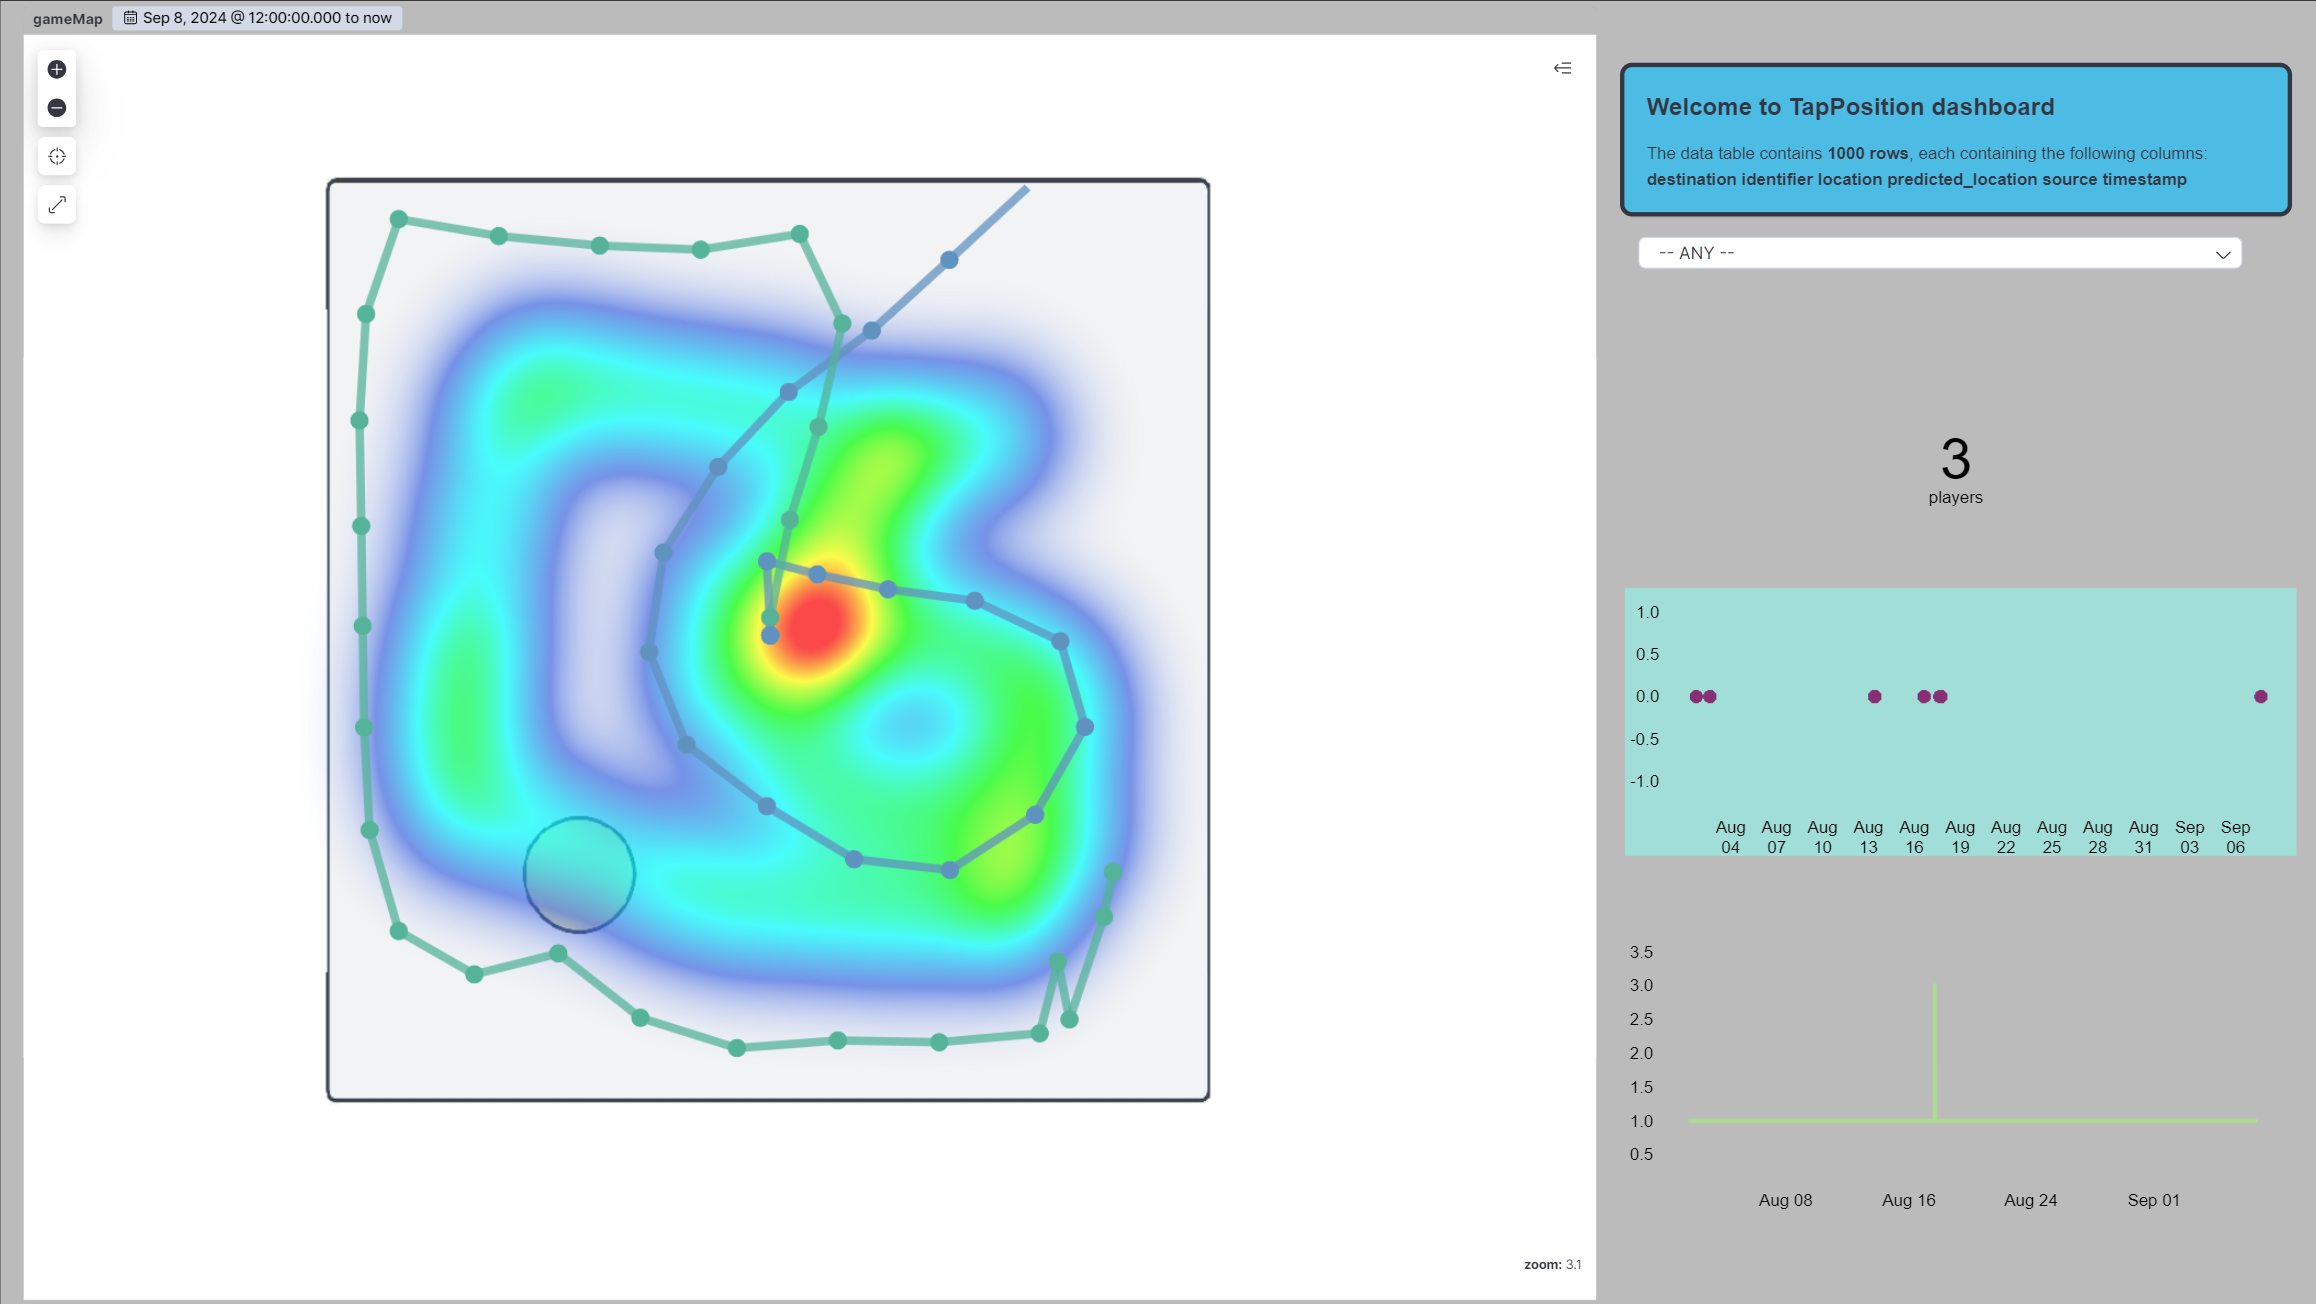 gameMap Sep 8, 2024 @ 12:00:00.000 to now
Welcome to TapPosition dashboard
The data table contains 1000 rows, each containing the following columns:
destination identifier location predicted_location source timestamp
-- ANY --
3
players
1.0
0.5
0.0
-0.5
-1.0
Aug Aug Aug Aug Aug Aug Aug Aug Aug Aug Sep Sep
04 07 10 13 16 19 22 25 28 31 03 06
3.5
3.0
2.5
2.0
1.5
1.0
0.5
Aug 08 Aug 16 Aug 24 Sep 01
zoom: 3.1